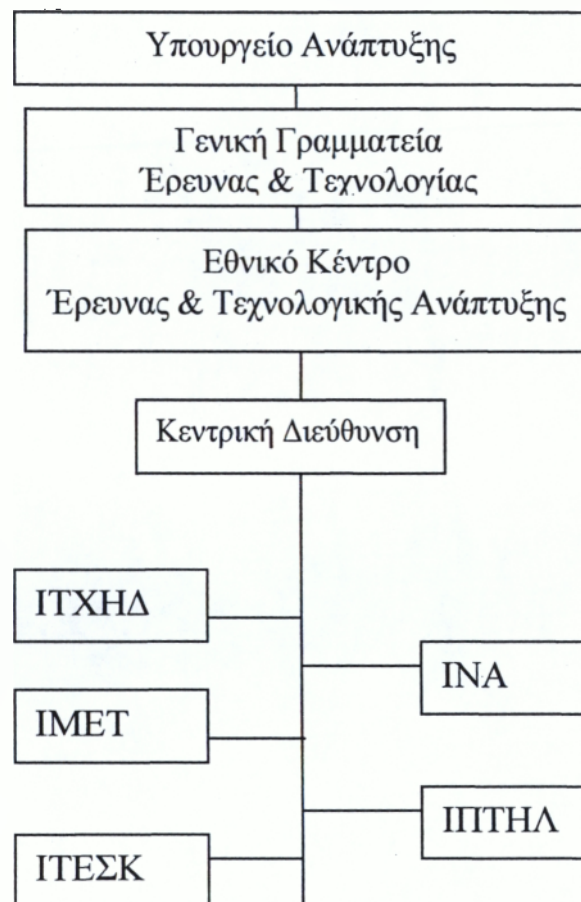 Υπουργείο Ανάπτυξης
Γενική Γραμματεία
Έρευνας & Τεχνολογίας
Εθνικό Κέντρο
Έρευνας & Τεχνολογικής Ανάπτυξης
Κεντρική Διεύθυνση
ΙΤΧΗΔ
ΙΝΑ
ΙΜΕΤ
ΙΠΤΗΛ
ΙΤΕΣΚ